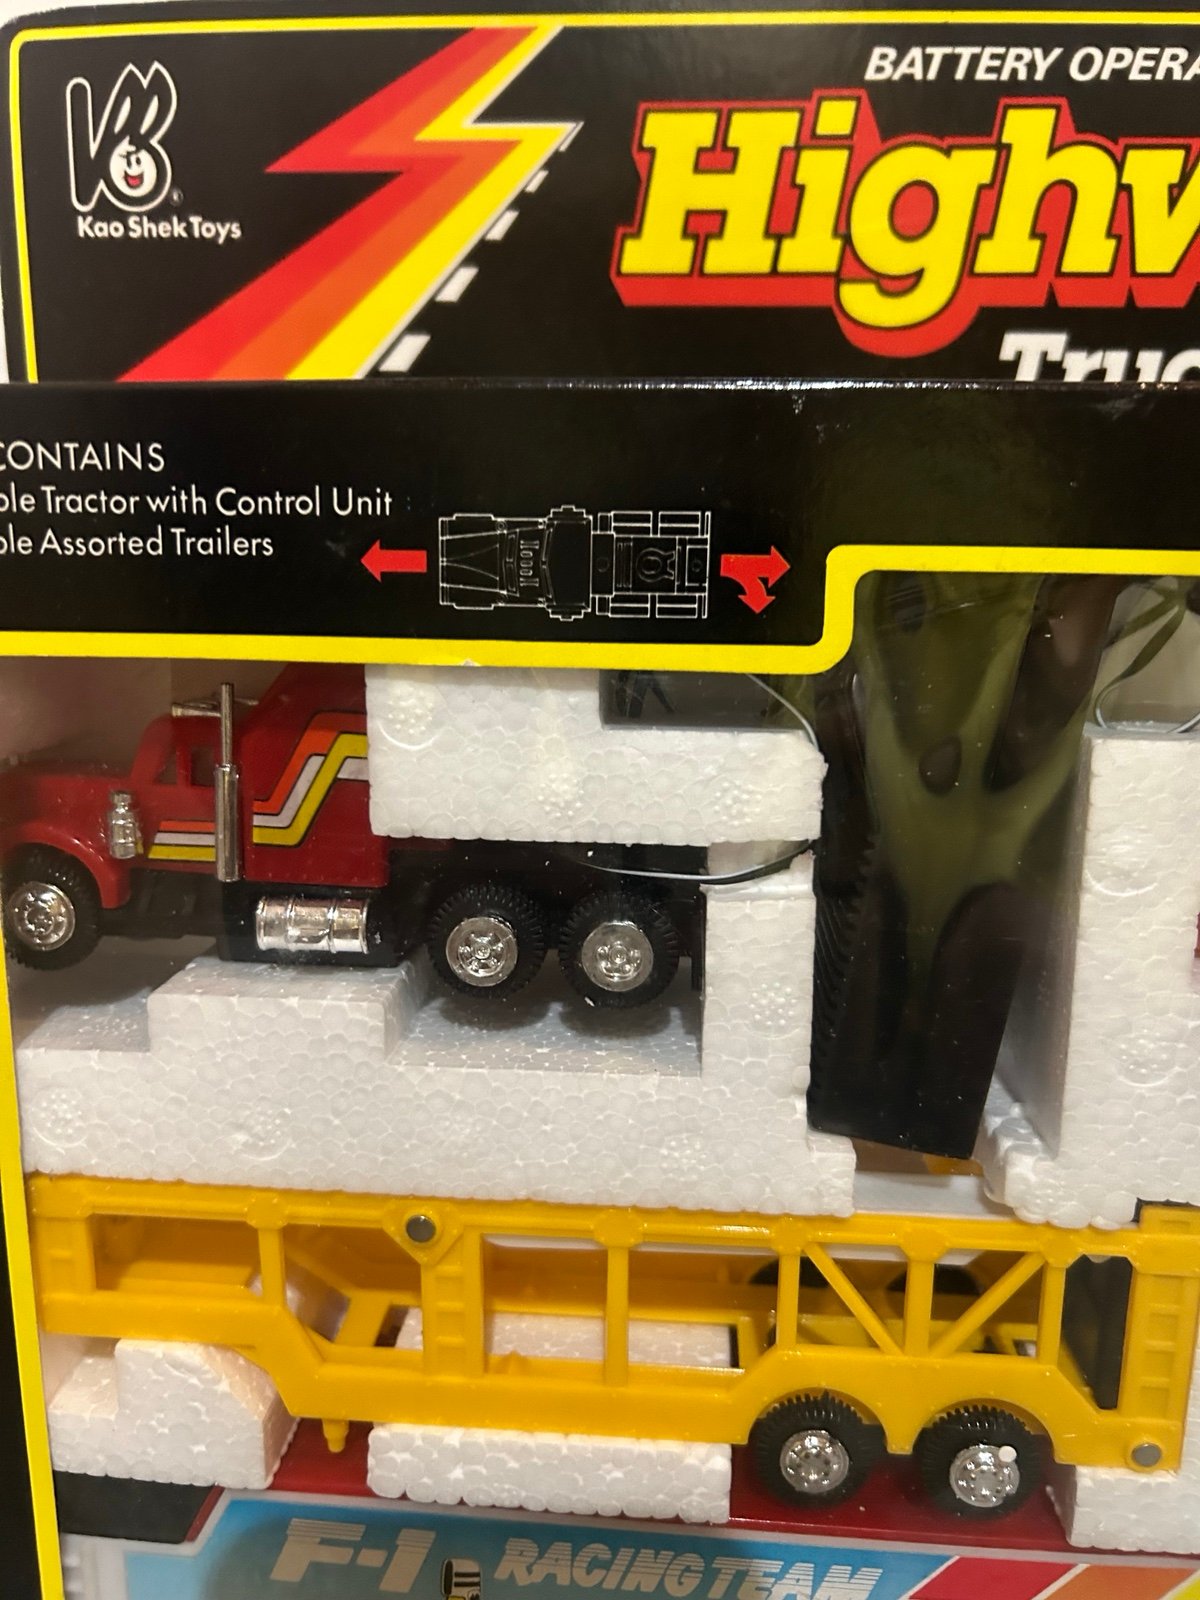 Kao Shek Toys
BATTERY OPERA
Highw
Truc
CONTAINS
ble Tractor with Control Unit
ble Assorted Trailers
F-1 RACING TEAM